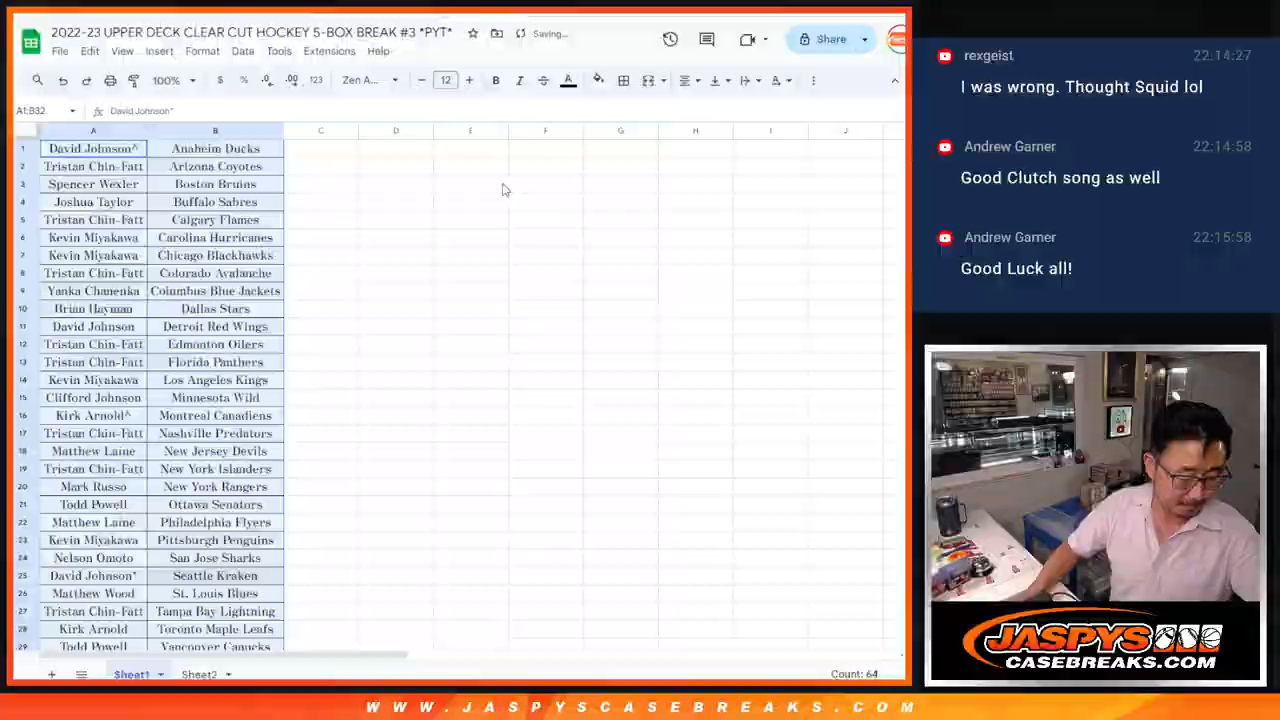 2022-23 UPPER DECK CLEAR CUT HOCKEY 5-BOX BREAK #3 *PYT*
Saving...
File Edit View Insert Format Data Tools Extensions Help
Share
100% $ % .0 .00 123 Zen A... 12 B I S A
A1:B32 fx David Johnson^
A B C D E F G H I J
1 David Johnson^ Anaheim Ducks
2 Tristan Chin-Fatt Arizona Coyotes
3 Spencer Wexler Boston Bruins
4 Joshua Taylor Buffalo Sabres
5 Tristan Chin-Fatt Calgary Flames
6 Kevin Miyakawa Carolina Hurricanes
7 Kevin Miyakawa Chicago Blackhawks
8 Tristan Chin-Fatt Colorado Avalanche
9 Yanka Chanenka Columbus Blue Jackets
10 Brian Hayman Dallas Stars
11 David Johnson Detroit Red Wings
12 Tristan Chin-Fatt Edmonton Oilers
13 Tristan Chin-Fatt Florida Panthers
14 Kevin Miyakawa Los Angeles Kings
15 Clifford Johnson Minnesota Wild
16 Kirk Arnold^ Montreal Canadiens
17 Tristan Chin-Fatt Nashville Predators
18 Matthew Laine New Jersey Devils
19 Tristan Chin-Fatt New York Islanders
20 Mark Russo New York Rangers
21 Todd Powell Ottawa Senators
22 Matthew Laine Philadelphia Flyers
23 Kevin Miyakawa Pittsburgh Penguins
24 Nelson Omoto San Jose Sharks
25 David Johnson^ Seattle Kraken
26 Matthew Wood St. Louis Blues
27 Tristan Chin-Fatt Tampa Bay Lightning
28 Kirk Arnold Toronto Maple Leafs
29 Todd Powell Vancouver Canucks
Sheet1 Sheet2 Count: 64
rexgeist 22:14:27
I was wrong. Thought Squid lol
Andrew Garner 22:14:58
Good Clutch song as well
Andrew Garner 22:15:58
Good Luck all!
JASPYS
CASEBREAKS.COM
WWW.JASPYSCASEBREAKS.COM